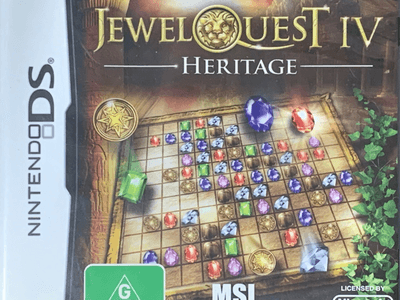 JEWEL QUEST IV
HERITAGE
NINTENDO DS
G
MSI
LICENSED BY